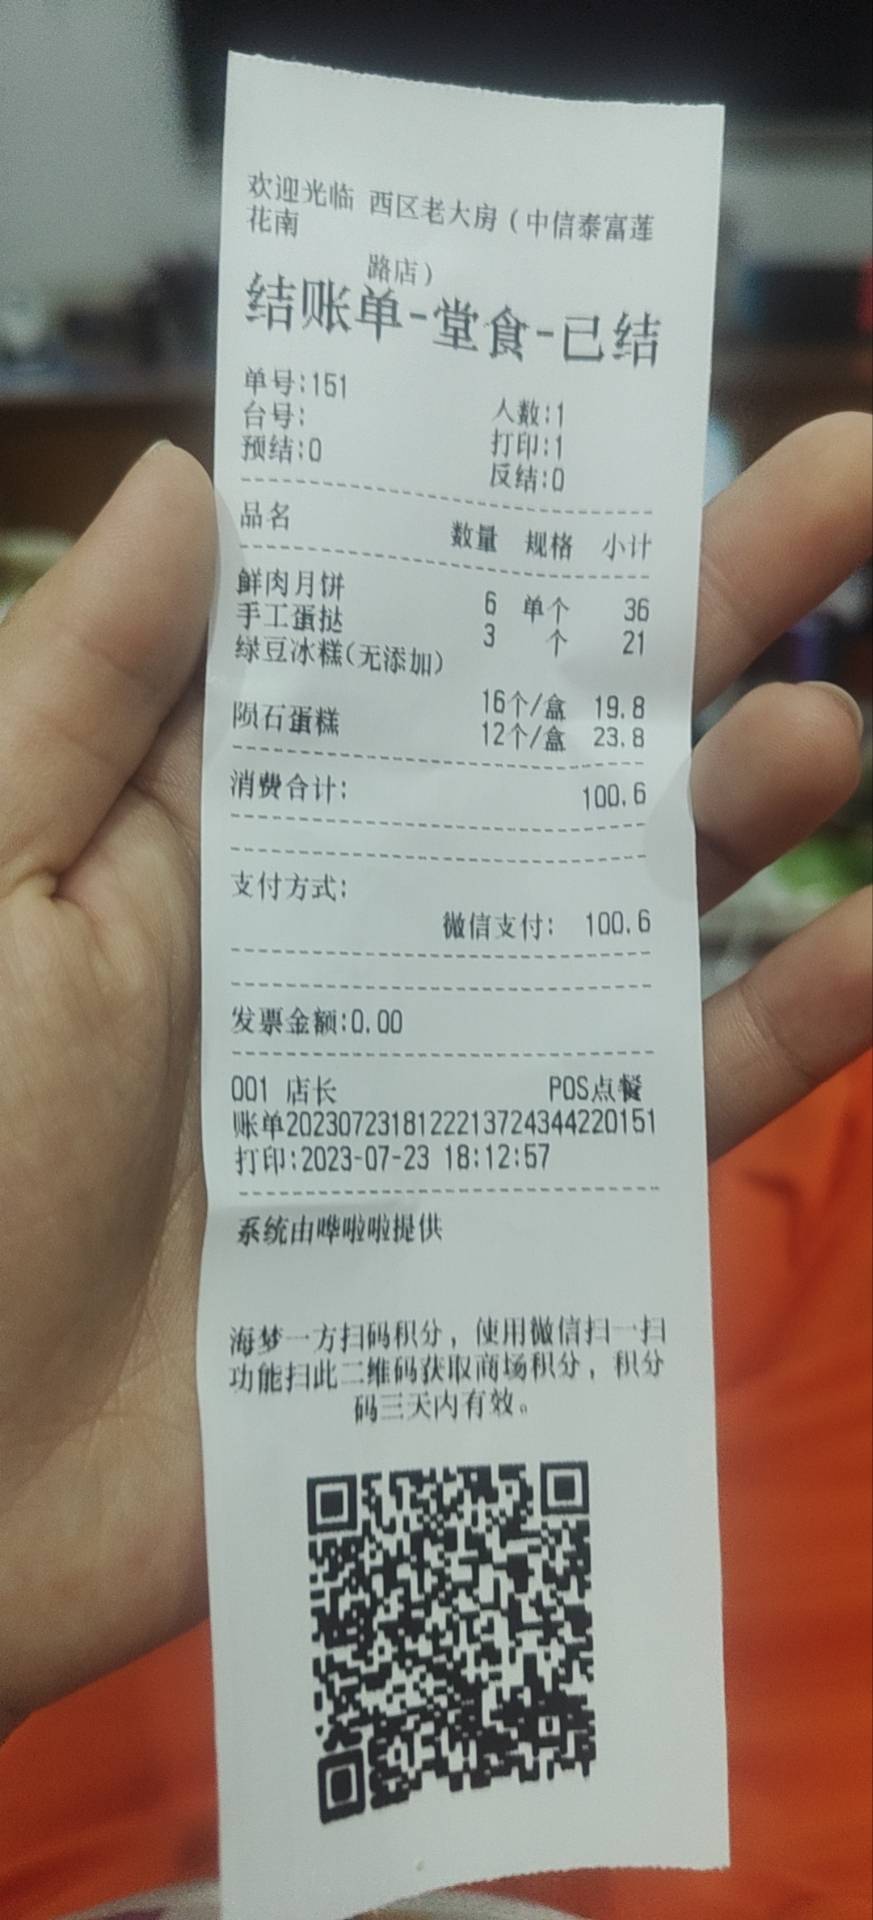 欢迎光临 西区老大房（中信泰富莲
花南
路店）
结账单-堂食-已结
单号:151
台号: 人数:1
预结:0 打印:1
反结:0
品名 数量 规格 小计
鲜肉月饼 6 单个 36
手工蛋挞 3 个 21
绿豆冰糕(无添加)
16个/盒 19.8
陨石蛋糕 12个/盒 23.8
消费合计: 100.6
支付方式:
微信支付: 100.6
发票金额:0.00
001 店长 POS点餐
账单20230723181222137243442201​51
打印:2023-07-23 18:12:57
系统由哗啦啦提供
海梦一方扫码积分，使用微信扫一扫
功能扫此二维码获取商场积分，积分
码三天内有效。